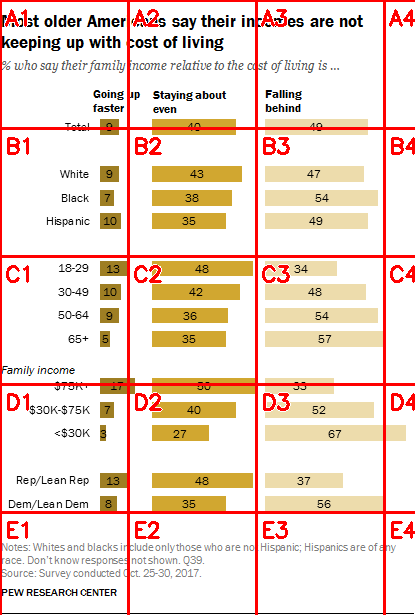 Most older Americans say their incomes are not
keeping up with cost of living
% who say their family income relative to the cost of living is ...
Going up faster Staying about even Falling behind
Total 9 40 49
White 9 43 47
Black 7 38 54
Hispanic 10 35 49
18-29 13 48 34
30-49 10 42 48
50-64 9 36 54
65+ 5 35 57
Family income
$75K+ 17 50 33
$30K-$75K 7 40 52
<$30K 3 27 67
Rep/Lean Rep 13 48 37
Dem/Lean Dem 8 35 56
Notes: Whites and blacks include only those who are not Hispanic; Hispanics are of any
race. Don't know responses not shown. Q39.
Source: Survey conducted Oct. 25-30, 2017.
PEW RESEARCH CENTER
A1 A2 A3 A4
B1 B2 B3 B4
C1 C2 C3 C4
D1 D2 D3 D4
E1 E2 E3 E4